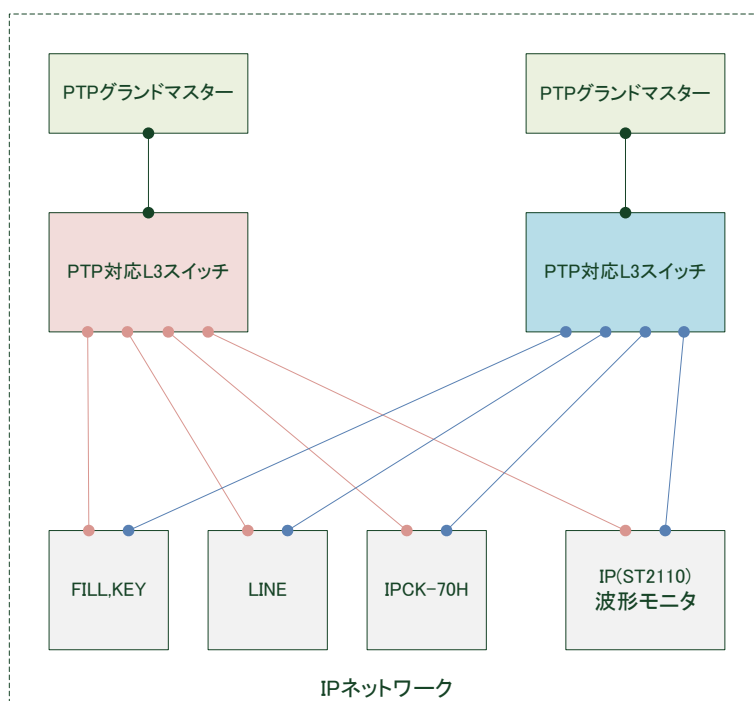 PTPグランドマスター
PTPグランドマスター
PTP対応L3スイッチ
PTP対応L3スイッチ
FILL,KEY
LINE
IPCK-70H
IP(ST2110)
波形モニタ
IPネットワーク